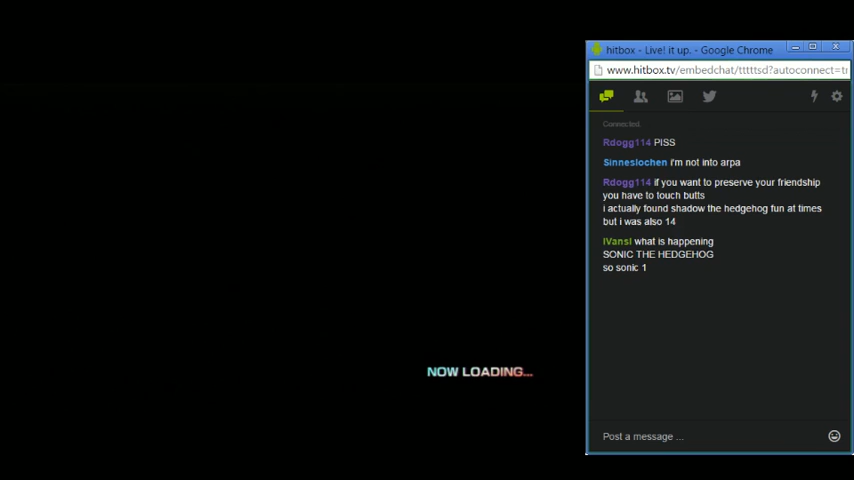 hitbox - Live! it up. - Google Chrome
www.hitbox.tv/embedchat/tttttsd?autoconnect=tr
Connected.
Rdogg114 PISS
Sinneslochen i'm not into arpa
Rdogg114 if you want to preserve your friendship
you have to touch butts
i actually found shadow the hedgehog fun at times
but i was also 14
IVansI what is happening
SONIC THE HEDGEHOG
so sonic 1
NOW LOADING...
Post a message ...